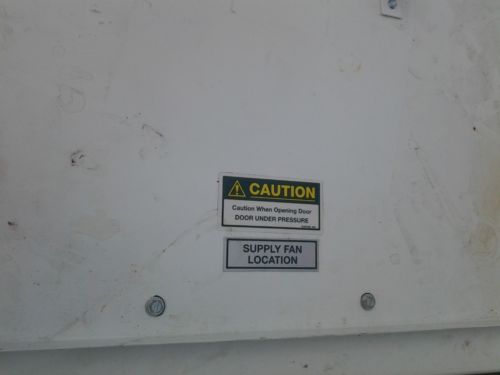 CAUTION
Caution When Opening Door
DOOR UNDER PRESSURE
SUPPLY FAN
LOCATION